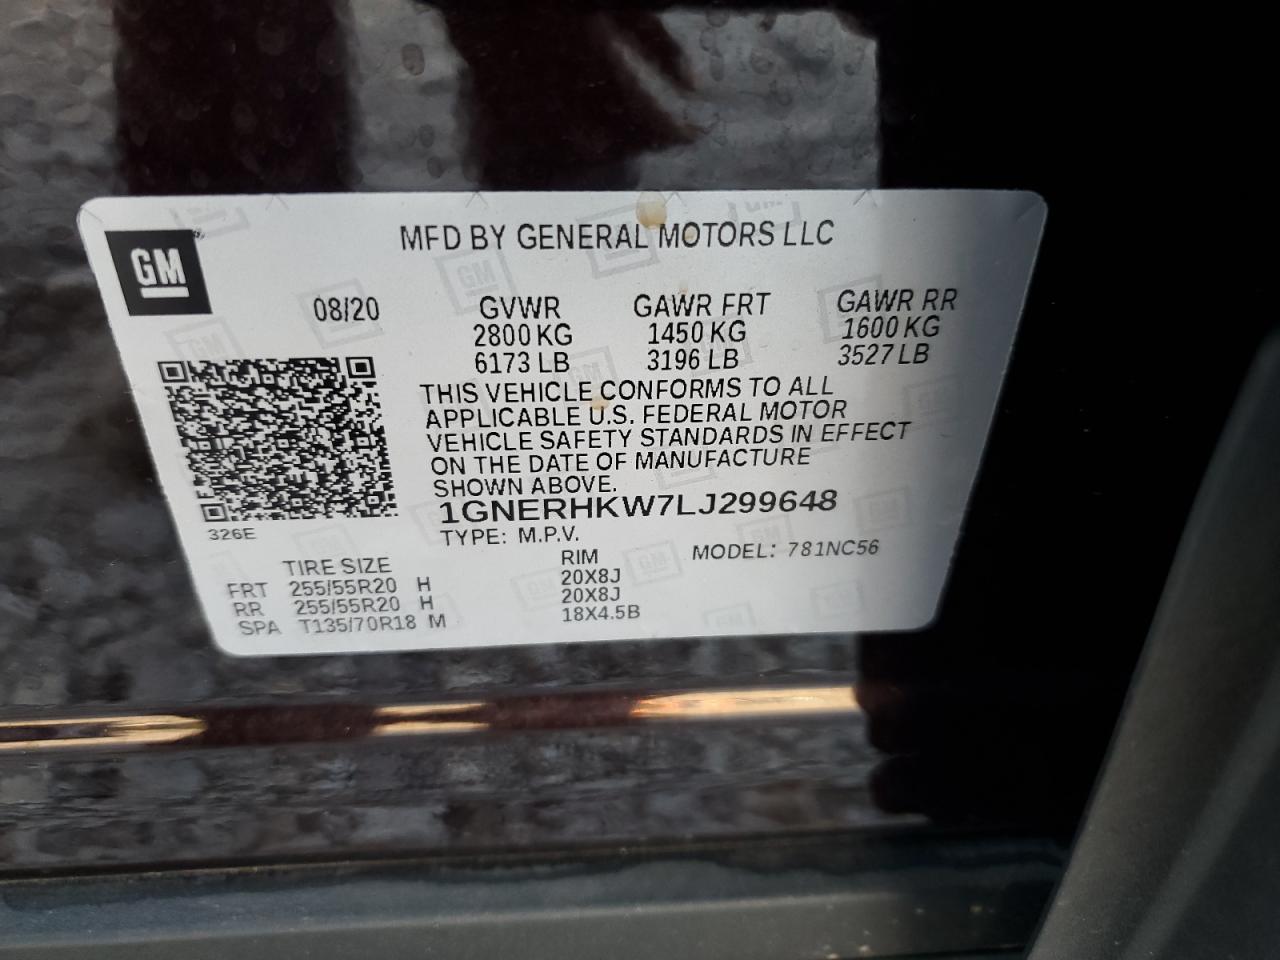 MFD BY GENERAL MOTORS LLC
GM
08/20 GVWR GAWR FRT GAWR RR
2800 KG 1450 KG 1600 KG
6173 LB 3196 LB 3527 LB
THIS VEHICLE CONFORMS TO ALL
APPLICABLE U.S. FEDERAL MOTOR
VEHICLE SAFETY STANDARDS IN EFFECT
ON THE DATE OF MANUFACTURE
SHOWN ABOVE.
1GNERHKW7LJ299648
326E
TYPE: M.P.V.
MODEL: 781NC56
TIRE SIZE RIM
FRT 255/55R20 H 20X8J
RR 255/55R20 H 20X8J
SPA T135/70R18 M 18X4.5B